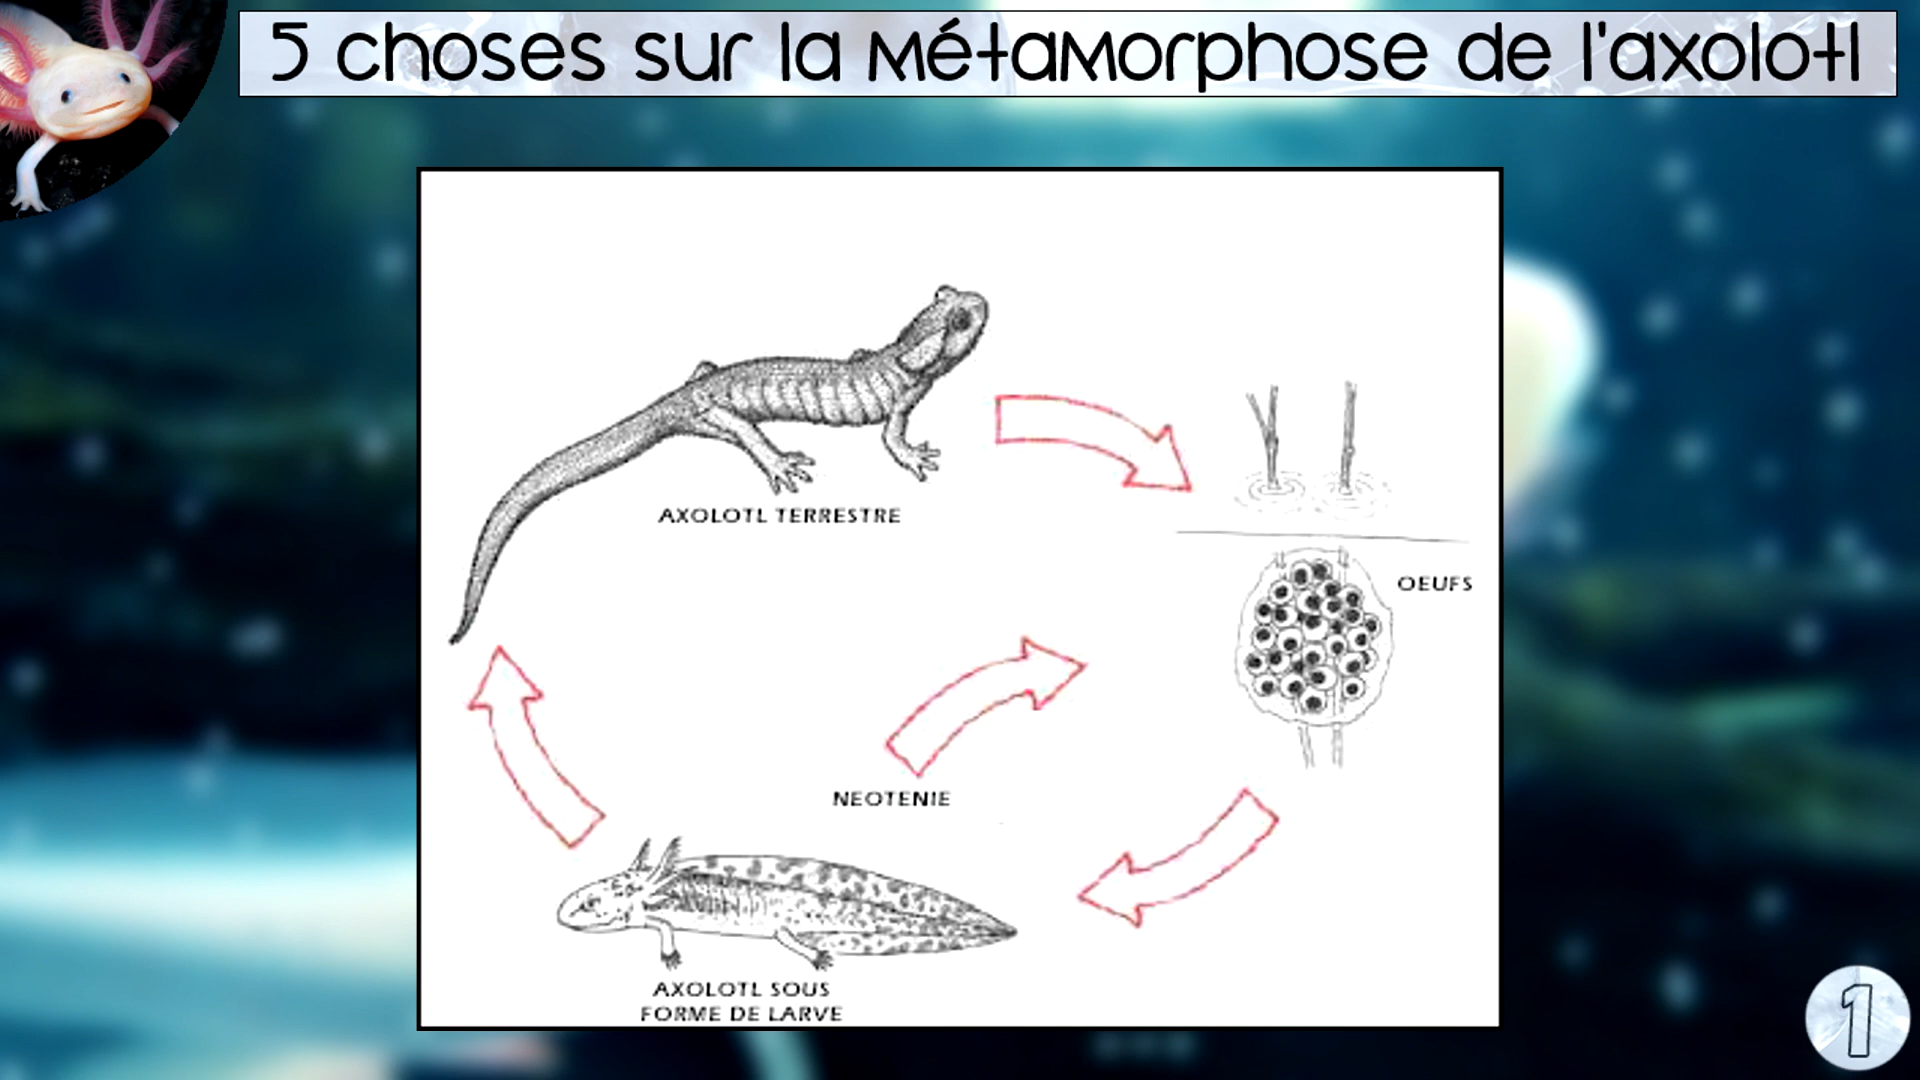 5 choses sur la métamorphose de l'axolotl
AXOLOTL TERRESTRE
OEUFS
NEOTENIE
AXOLOTL SOUS
FORME DE LARVE
1